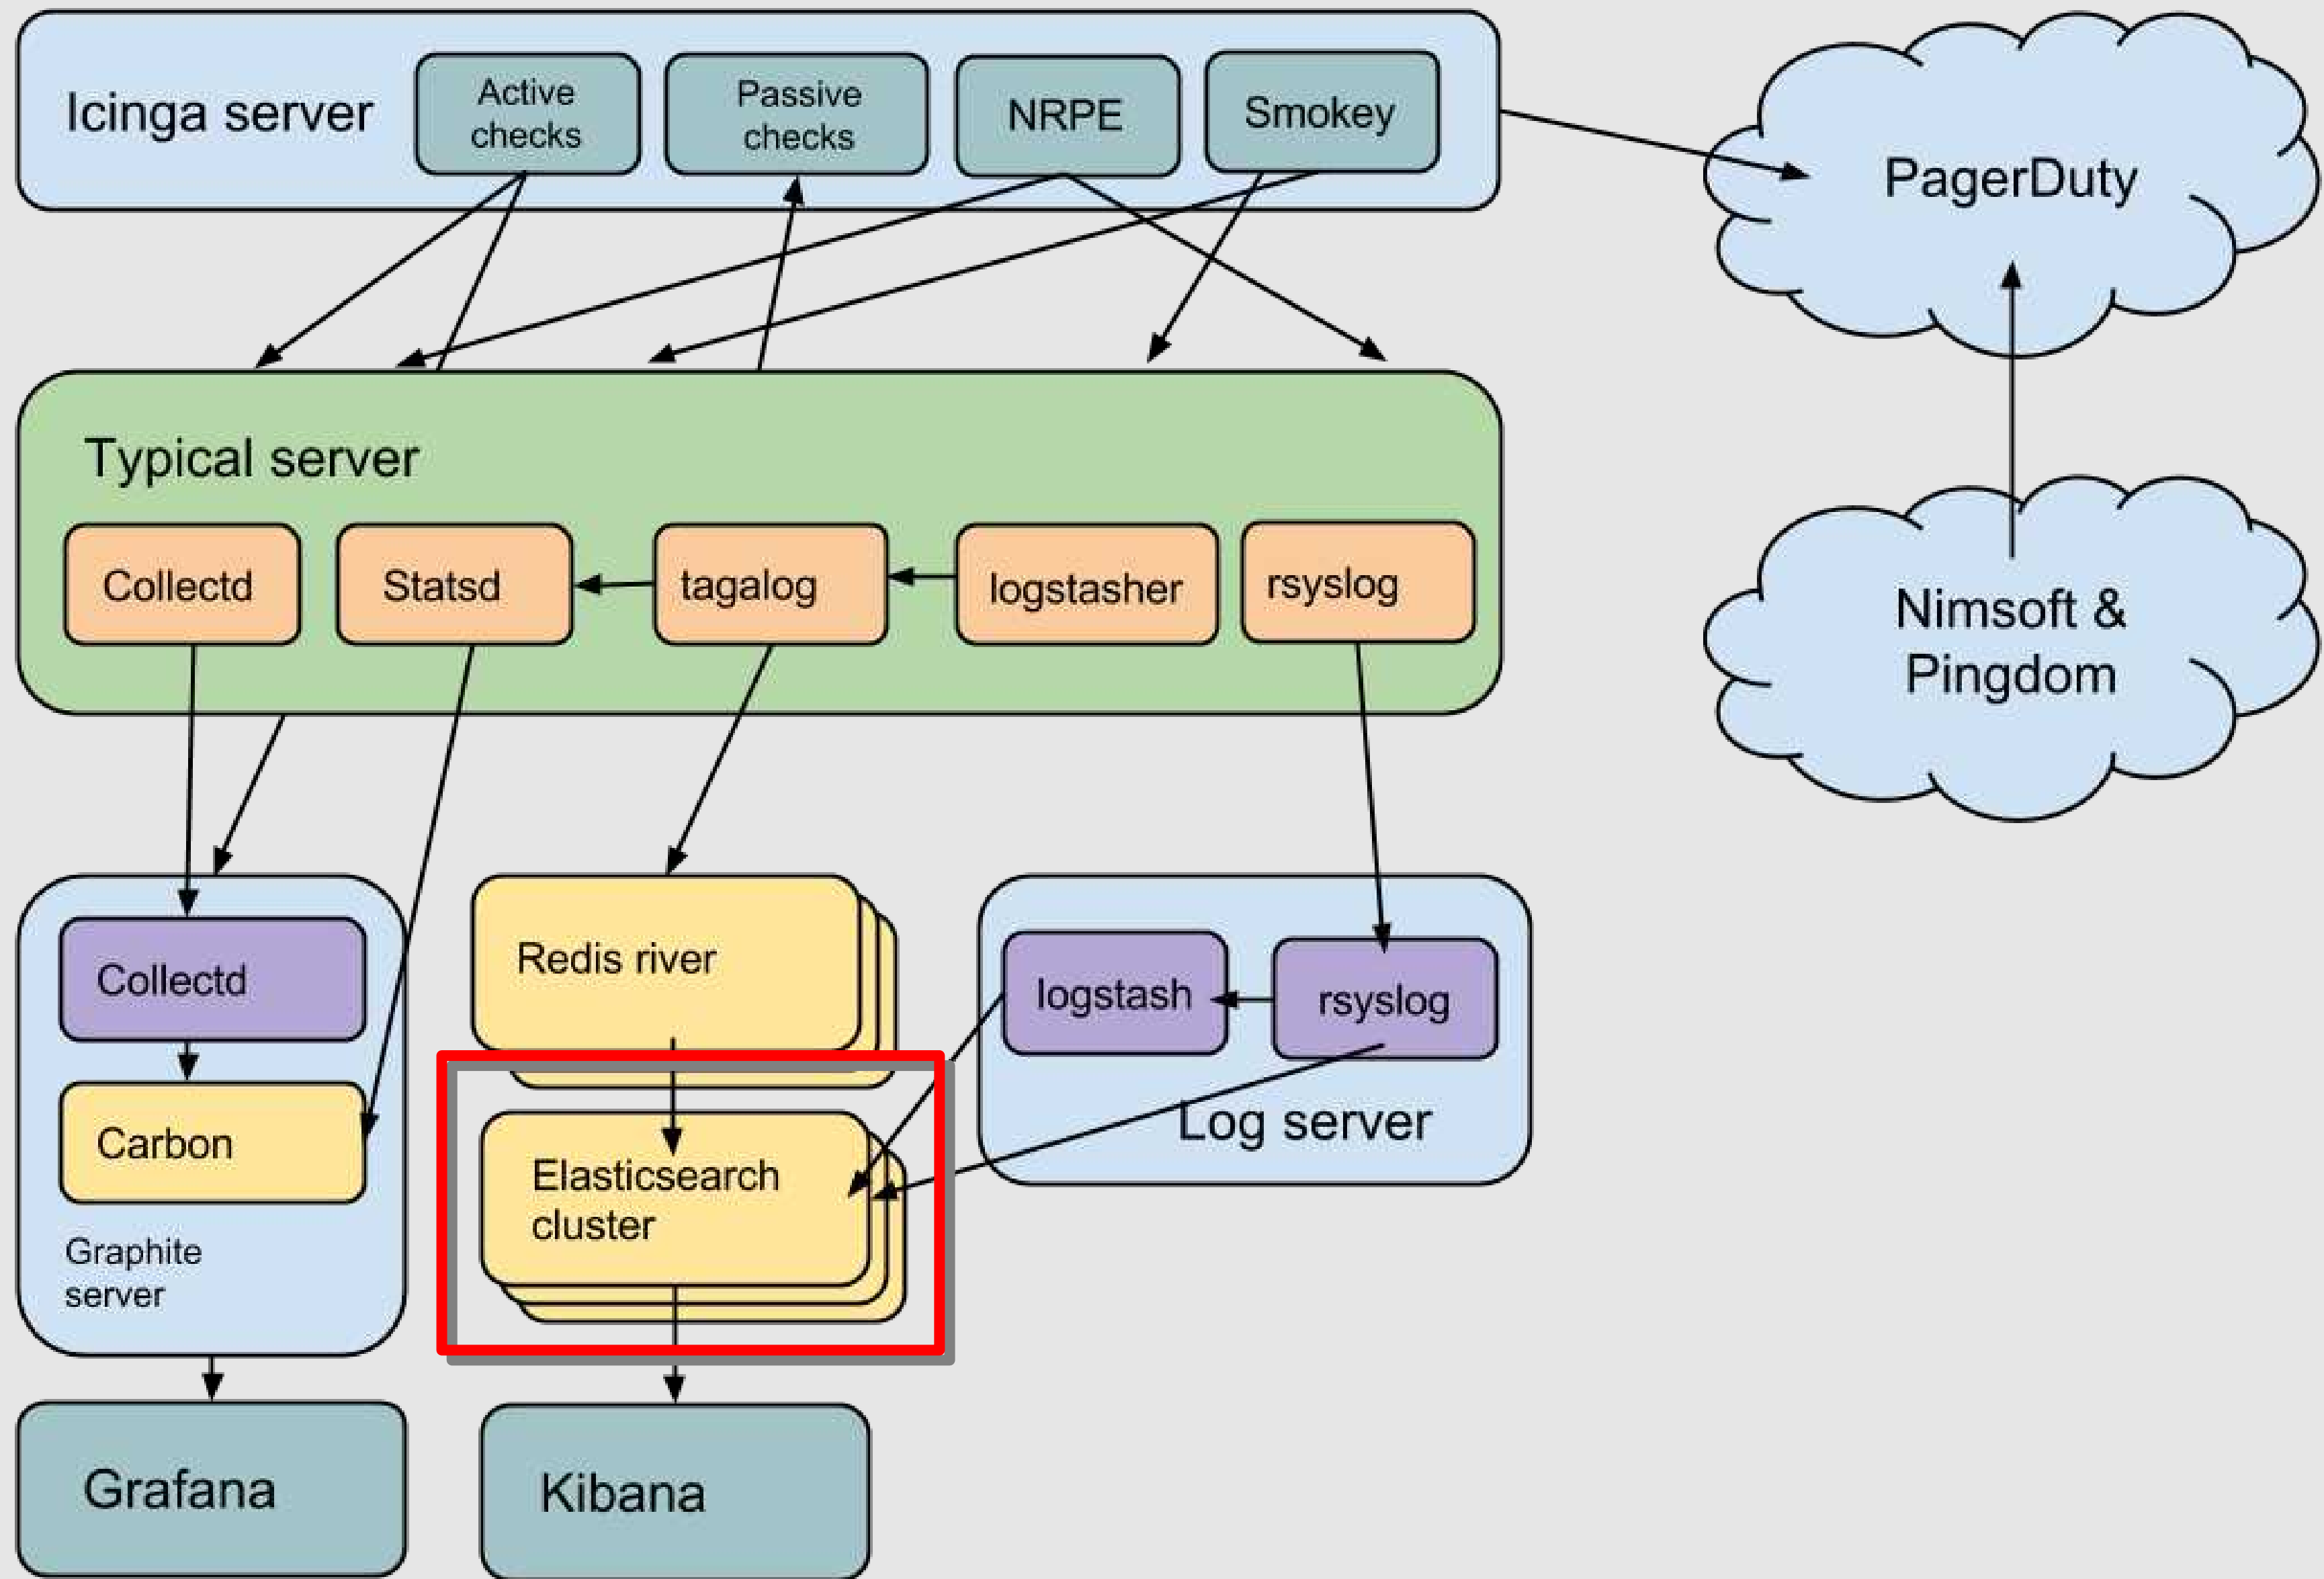 Icinga server
Active
checks
Passive
checks
NRPE
Smokey
PagerDuty
Typical server
Collectd
Statsd
tagalog
logstasher
rsyslog
Nimsoft &
Pingdom
Collectd
Carbon
Graphite
server
Redis river
Elasticsearch
cluster
logstash
rsyslog
Log server
Grafana
Kibana